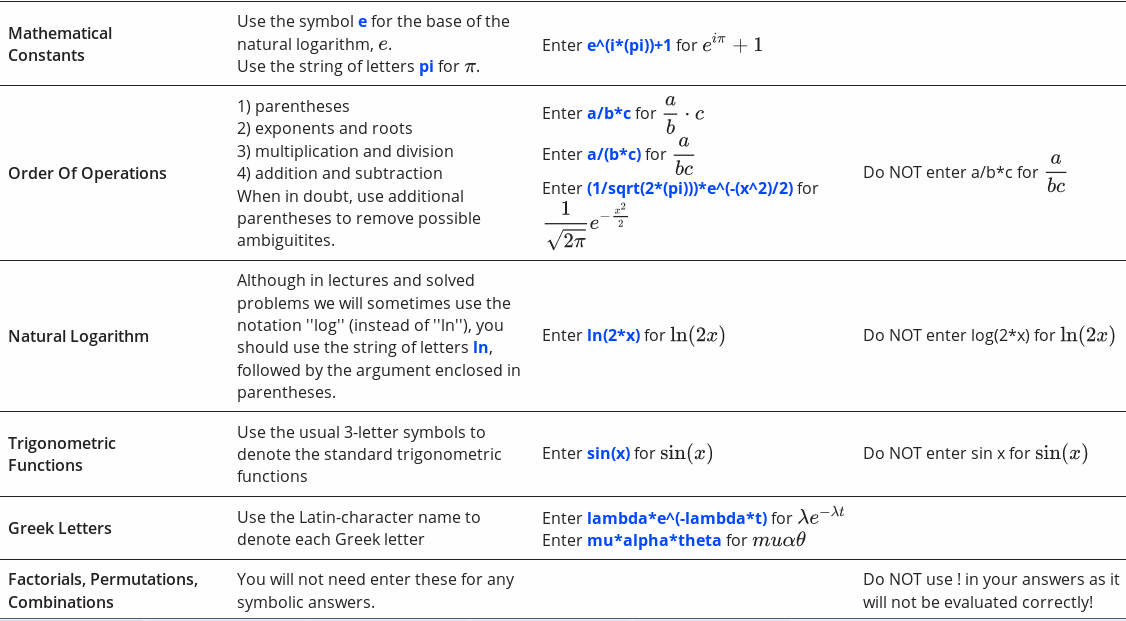 Mathematical
Constants
Use the symbol e for the base of the
natural logarithm, e.
Use the string of letters pi for π.
Enter e^(i*(pi))+1 for e^{iπ} + 1
Order Of Operations
1) parentheses
2) exponents and roots
3) multiplication and division
4) addition and subtraction
When in doubt, use additional
parentheses to remove possible
ambiguitites.
Enter a/b*c for \frac{a}{b} · c
Enter a/(b*c) for \frac{a}{bc}
Enter (1/sqrt(2*(pi)))*e^(-(x^2)/2) for
\frac{1}{\sqrt{2π}} e^{-\frac{x^2}{2}}
Do NOT enter a/b*c for \frac{a}{bc}
Natural Logarithm
Although in lectures and solved
problems we will sometimes use the
notation "log" (instead of "ln"), you
should use the string of letters ln,
followed by the argument enclosed in
parentheses.
Enter ln(2*x) for ln(2x)
Do NOT enter log(2*x) for ln(2x)
Trigonometric
Functions
Use the usual 3-letter symbols to
denote the standard trigonometric
functions
Enter sin(x) for sin(x)
Do NOT enter sin x for sin(x)
Greek Letters
Use the Latin-character name to
denote each Greek letter
Enter lambda*e^(-lambda*t) for λe^{-λt}
Enter mu*alpha*theta for muαθ
Factorials, Permutations,
Combinations
You will not need enter these for any
symbolic answers.
Do NOT use ! in your answers as it
will not be evaluated correctly!